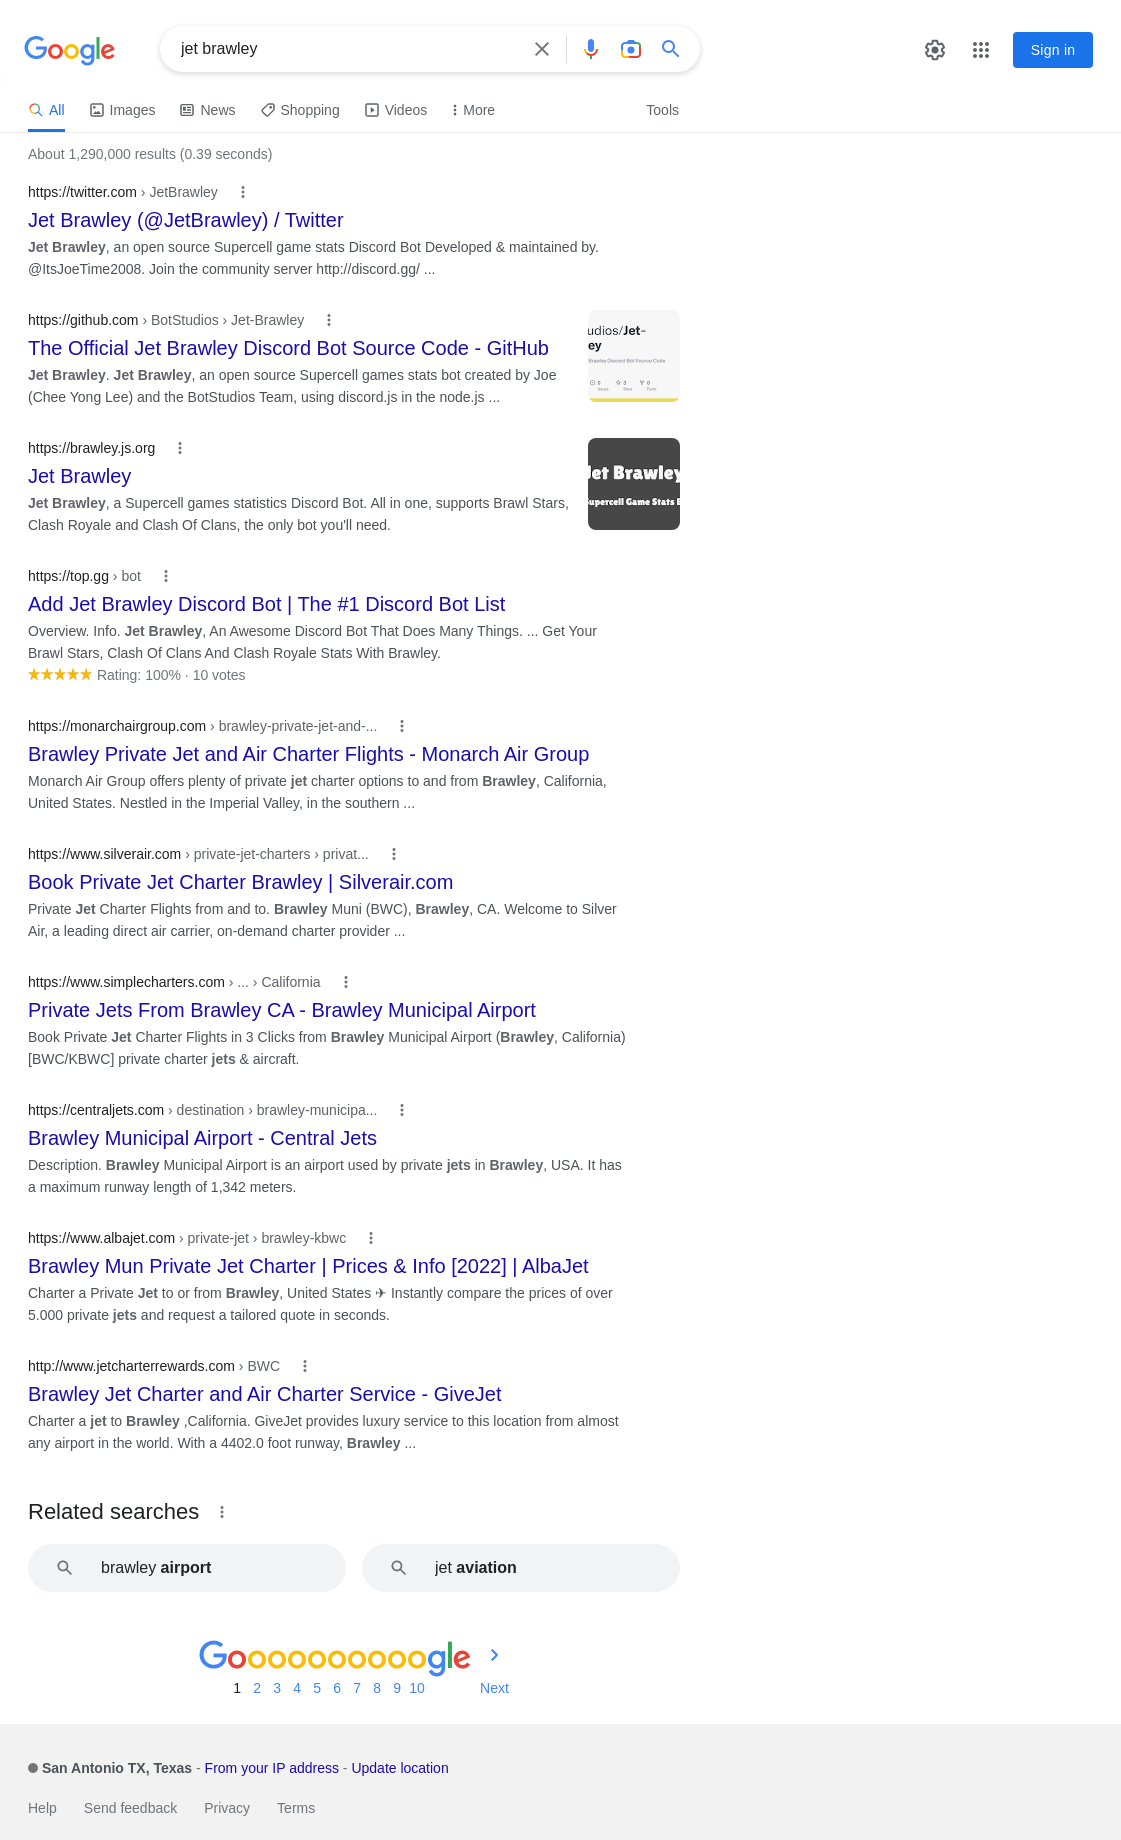 Google
jet brawley
Sign in
All
Images
News
Shopping
Videos
More
Tools
About 1,290,000 results (0.39 seconds)
https://twitter.com › JetBrawley
Jet Brawley (@JetBrawley) / Twitter
Jet Brawley, an open source Supercell game stats Discord Bot Developed & maintained by.
@ItsJoeTime2008. Join the community server http://discord.gg/ ...
https://github.com › BotStudios › Jet-Brawley
The Official Jet Brawley Discord Bot Source Code - GitHub
Jet Brawley. Jet Brawley, an open source Supercell games stats bot created by Joe
(Chee Yong Lee) and the BotStudios Team, using discord.js in the node.js ...
udios/Jet-
ey
Brawley Discord Bot Source Code
0
3
0
Issues
Stars
Forks
https://brawley.js.org
Jet Brawley
Jet Brawley, a Supercell games statistics Discord Bot. All in one, supports Brawl Stars,
Clash Royale and Clash Of Clans, the only bot you'll need.
Jet Brawley
Supercell Game Stats B
https://top.gg › bot
Add Jet Brawley Discord Bot | The #1 Discord Bot List
Overview. Info. Jet Brawley, An Awesome Discord Bot That Does Many Things. ... Get Your
Brawl Stars, Clash Of Clans And Clash Royale Stats With Brawley.
Rating: 100% · 10 votes
https://monarchairgroup.com › brawley-private-jet-and-...
Brawley Private Jet and Air Charter Flights - Monarch Air Group
Monarch Air Group offers plenty of private jet charter options to and from Brawley, California,
United States. Nestled in the Imperial Valley, in the southern ...
https://www.silverair.com › private-jet-charters › privat...
Book Private Jet Charter Brawley | Silverair.com
Private Jet Charter Flights from and to. Brawley Muni (BWC), Brawley, CA. Welcome to Silver
Air, a leading direct air carrier, on-demand charter provider ...
https://www.simplecharters.com › ... › California
Private Jets From Brawley CA - Brawley Municipal Airport
Book Private Jet Charter Flights in 3 Clicks from Brawley Municipal Airport (Brawley, California)
[BWC/KBWC] private charter jets & aircraft.
https://centraljets.com › destination › brawley-municipa...
Brawley Municipal Airport - Central Jets
Description. Brawley Municipal Airport is an airport used by private jets in Brawley, USA. It has
a maximum runway length of 1,342 meters.
https://www.albajet.com › private-jet › brawley-kbwc
Brawley Mun Private Jet Charter | Prices & Info [2022] | AlbaJet
Charter a Private Jet to or from Brawley, United States ✈ Instantly compare the prices of over
5.000 private jets and request a tailored quote in seconds.
http://www.jetcharterrewards.com › BWC
Brawley Jet Charter and Air Charter Service - GiveJet
Charter a jet to Brawley ,California. GiveJet provides luxury service to this location from almost
any airport in the world. With a 4402.0 foot runway, Brawley ...
Related searches
brawley airport
jet aviation
Goooooooooogle
1 2 3 4 5 6 7 8 9 10 Next
San Antonio TX, Texas - From your IP address - Update location
Help Send feedback Privacy Terms